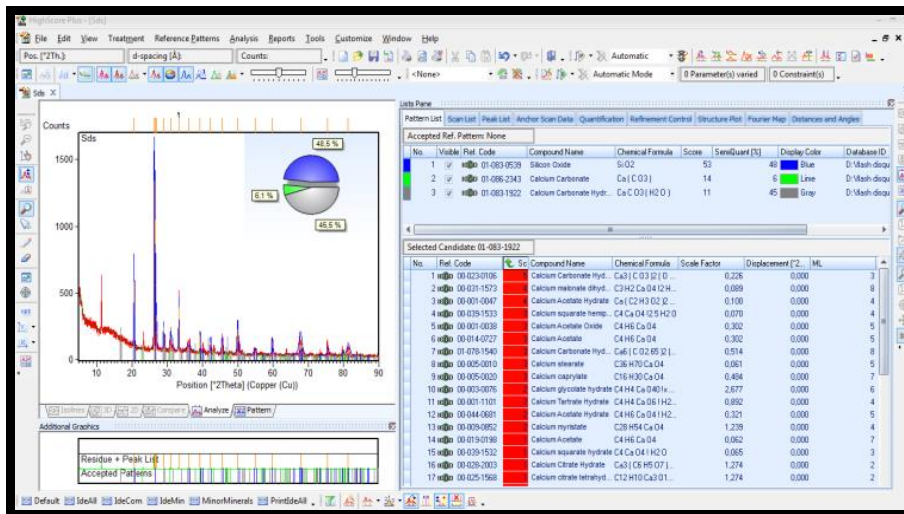 HighScore Plus - [Sds]
File Edit View Treatment Reference Patterns Analysis Reports Tools Customize Window Help
Pos. [°2Th.]: d-spacing [Å]: Counts: Automatic
<None> Automatic Mode 0 Parameter(s) varied 0 Constraint(s)
Sds X
Counts
Sds
1500
1000
500
0
48,5 %
6,1 %
45,5 %
10 20 30 40 50 60 70 80 90
Position [°2Theta] (Copper (Cu))
Isolines 3D 2D Compare Analyze Pattern
Additional Graphics
Residue + Peak List
Accepted Patterns
Lists Pane
Pattern List Scan List Peak List Anchor Scan Data Quantification Refinement Control Structure Plot Fourier Map Distances and Angles
Accepted Ref. Pattern: None
No. Visible Ref. Code Compound Name Chemical Formula Score SemiQuant [%] Display Color Database ID
1 01-083-0539 Silicon Oxide Si O2 53 48 Blue
2 01-086-2343 Calcium Carbonate Ca ( C O3 ) 14 6 Lime
3 01-083-1922 Calcium Carbonate Hydr... Ca C O3 ( H2 O ) 11 45 Gray
Selected Candidate: 01-083-1922
No. Ref. Code Sc Compound Name Chemical Formula Scale Factor Displacement [°2... ML
1 00-023-0106 Calcium Carbonate Hyd... 0,226 0,000 3
2 00-031-1573 Calcium malonate dihyd... 0,089 0,000 8
3 00-001-0047 Calcium Acetate Hydrate 0,100 0,000 4
4 00-039-1533 Calcium squarate hemip... 0,070 0,000 4
5 00-001-0038 Calcium Acetate Oxide C4 H6 Ca O4 0,302 0,000 5
6 00-014-0727 Calcium Acetate C4 H6 Ca O4 0,302 0,000 5
7 01-078-1540 Calcium Carbonate Hyd... 0,514 0,000 8
8 00-005-0010 Calcium stearate C36 H70 Ca O4 0,061 0,000 5
9 00-005-0020 Calcium caprylate C16 H30 Ca O4 0,484 0,000 7
10 00-003-0076 Calcium glycolate hydrate 2,677 0,000 6
11 00-001-1101 Calcium Tartrate Hydrate 0,892 0,000 4
12 00-044-0681 Calcium Acetate Hydrate 0,321 0,000 5
13 00-009-0852 Calcium myristate C28 H54 Ca O4 1,239 0,000 4
14 00-019-0198 Calcium Acetate C4 H6 Ca O4 0,062 0,000 7
15 00-039-1532 Calcium squarate hydrate 0,065 0,000 3
16 00-028-2003 Calcium Citrate Hydrate 1,274 0,000 2
17 00-025-1568 Calcium citrate tetrahyd... 1,274 0,000 2
Default IdeAll IdeCom IdeMin MinorMinerals PrintIdeAll